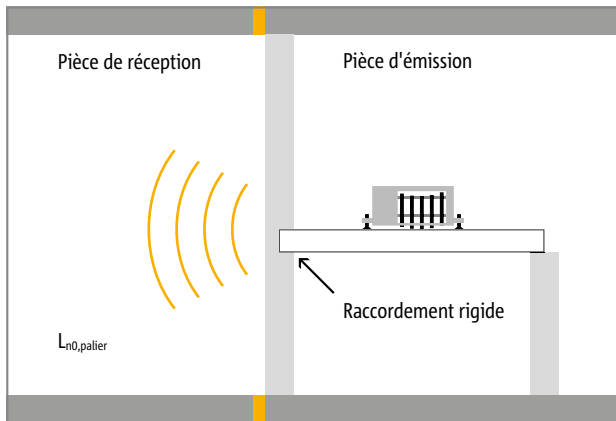 Pièce de réception
Pièce d'émission
Raccordement rigide
Ln0,palier